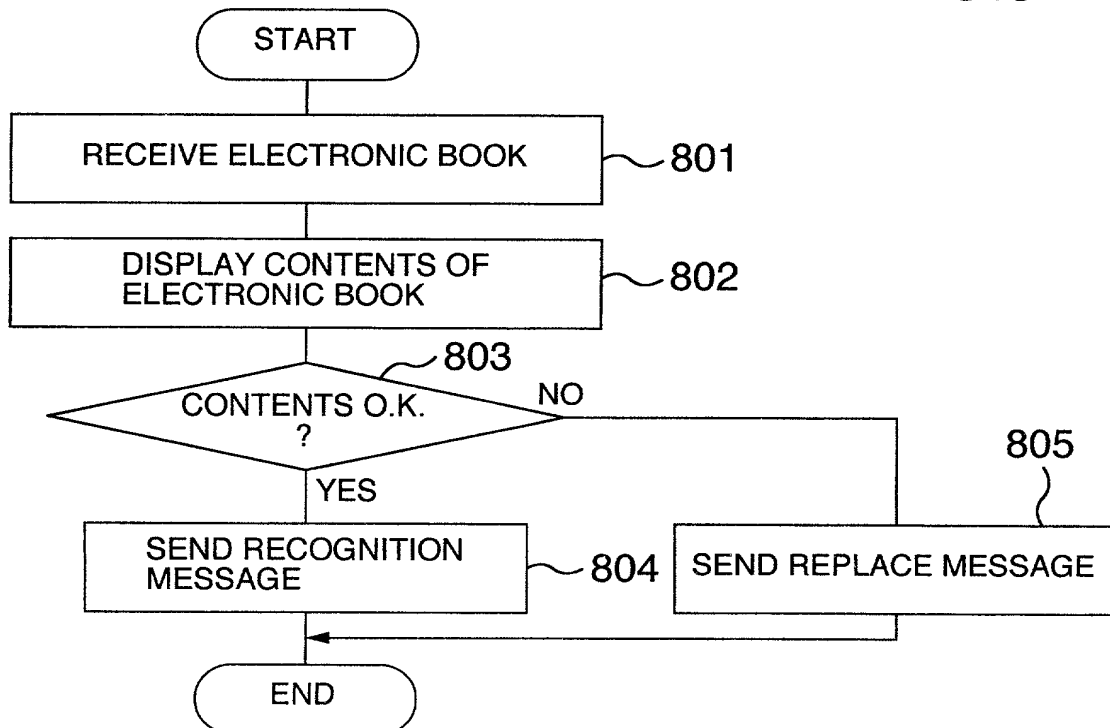 START
RECEIVE ELECTRONIC BOOK
801
DISPLAY CONTENTS OF
ELECTRONIC BOOK
802
803
CONTENTS O.K.
?
NO
YES
805
SEND RECOGNITION
MESSAGE
804
SEND REPLACE MESSAGE
END